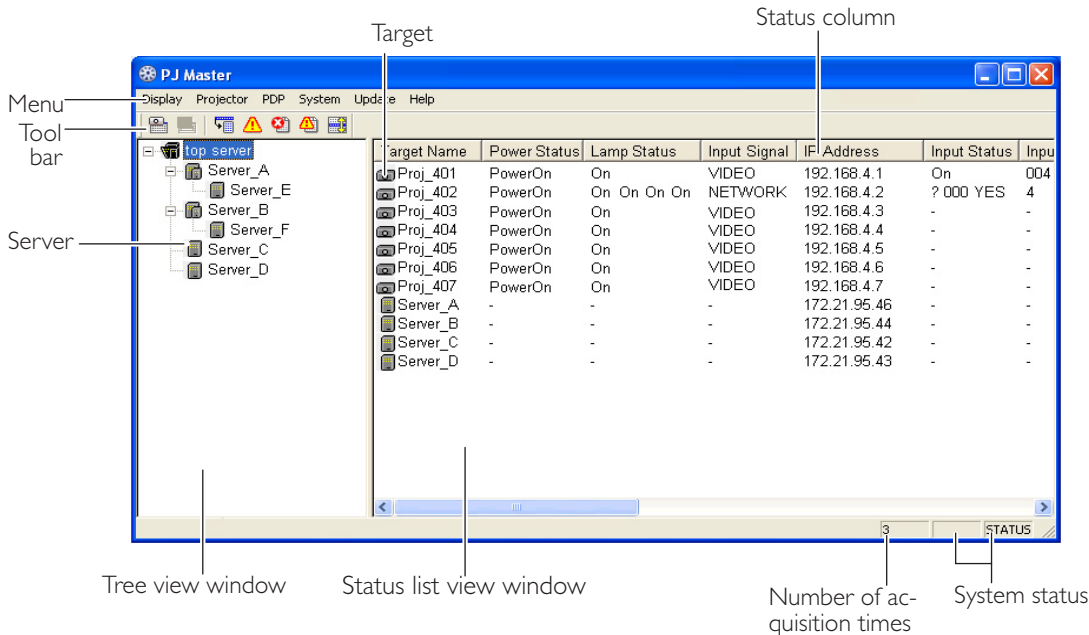 Status column
Target
PJ Master
Menu
Display Projector PDP System Update Help
Tool
bar
top server
Server_A
Server_E
Server_B
Server_F
Server
Server_C
Server_D
Target Name Power Status Lamp Status Input Signal IP Address Input Status Inpu
Proj_401 PowerOn On VIDEO 192.168.4.1 On 004
Proj_402 PowerOn On On On On NETWORK 192.168.4.2 ? 000 YES 4
Proj_403 PowerOn On VIDEO 192.168.4.3 - -
Proj_404 PowerOn On VIDEO 192.168.4.4 - -
Proj_405 PowerOn On VIDEO 192.168.4.5 - -
Proj_406 PowerOn On VIDEO 192.168.4.6 - -
Proj_407 PowerOn On VIDEO 192.168.4.7 - -
Server_A - - - 172.21.95.46 - -
Server_B - - - 172.21.95.44 - -
Server_C - - - 172.21.95.42 - -
Server_D - - - 172.21.95.43 - -
3 STATUS
Tree view window
Status list view window
Number of ac-
quisition times
System status